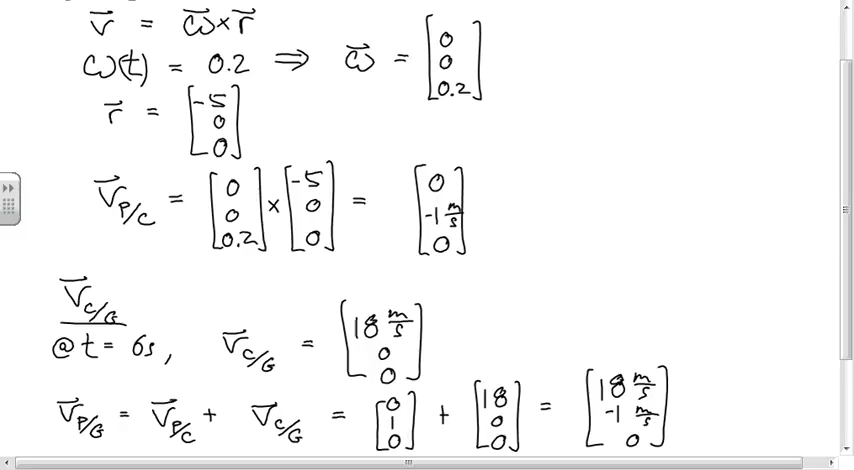 v⃗ = ω⃗ × r⃗
ω(t) = 0.2 ⇒ ω⃗ = [0 0 0.2]
r⃗ = [-5 0 0]
V⃗P/C = [0 0 0.2] × [-5 0 0] = [0 -1 m/s 0]
V⃗C/G
@ t = 6s, V⃗C/G = [18 m/s 0 0]
V⃗P/G = V⃗P/C + V⃗C/G = [0 1 0] + [18 0 0] = [18 m/s -1 m/s 0]